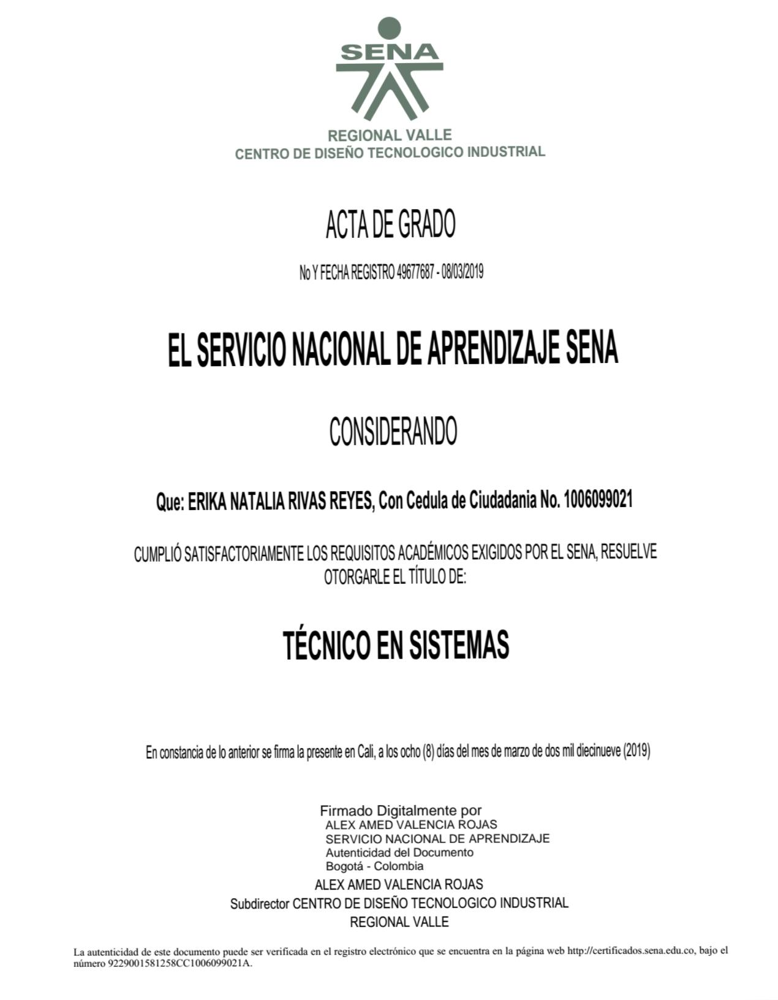 SENA
REGIONAL VALLE
CENTRO DE DISEÑO TECNOLOGICO INDUSTRIAL
ACTA DE GRADO
No Y FECHA REGISTRO 49677687 - 08/03/2019
EL SERVICIO NACIONAL DE APRENDIZAJE SENA
CONSIDERANDO
Que: ERIKA NATALIA RIVAS REYES, Con Cedula de Ciudadania No. 1006099021
CUMPLIÓ SATISFACTORIAMENTE LOS REQUISITOS ACADÉMICOS EXIGIDOS POR EL SENA, RESUELVE
OTORGARLE EL TÍTULO DE:
TÉCNICO EN SISTEMAS
En constancia de lo anterior se firma la presente en Cali, a los ocho (8) días del mes de marzo de dos mil diecinueve (2019)
Firmado Digitalmente por
ALEX AMED VALENCIA ROJAS
SERVICIO NACIONAL DE APRENDIZAJE
Autenticidad del Documento
Bogotá - Colombia
ALEX AMED VALENCIA ROJAS
Subdirector CENTRO DE DISEÑO TECNOLOGICO INDUSTRIAL
REGIONAL VALLE
La autenticidad de este documento puede ser verificada en el registro electrónico que se encuentra en la página web http://certificados.sena.edu.co, bajo el
número 9229001581258CC1006099021A.